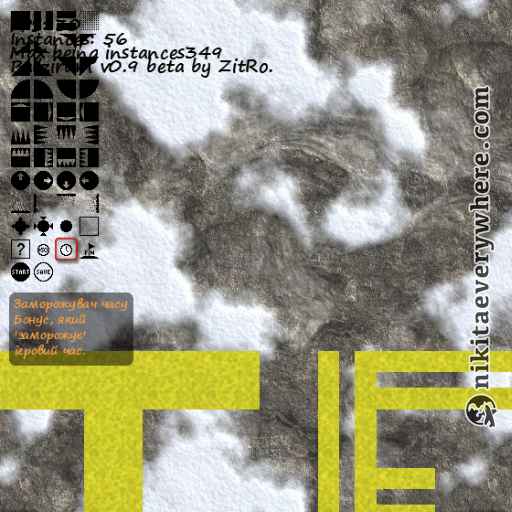 Instances: 56
Max being instances349
v0.9 beta by ZitRo.
?
START SAVE
Заморожувач часу
Бонус, який
'заморожує'
ігровий час.
nikitaeverywhere.com